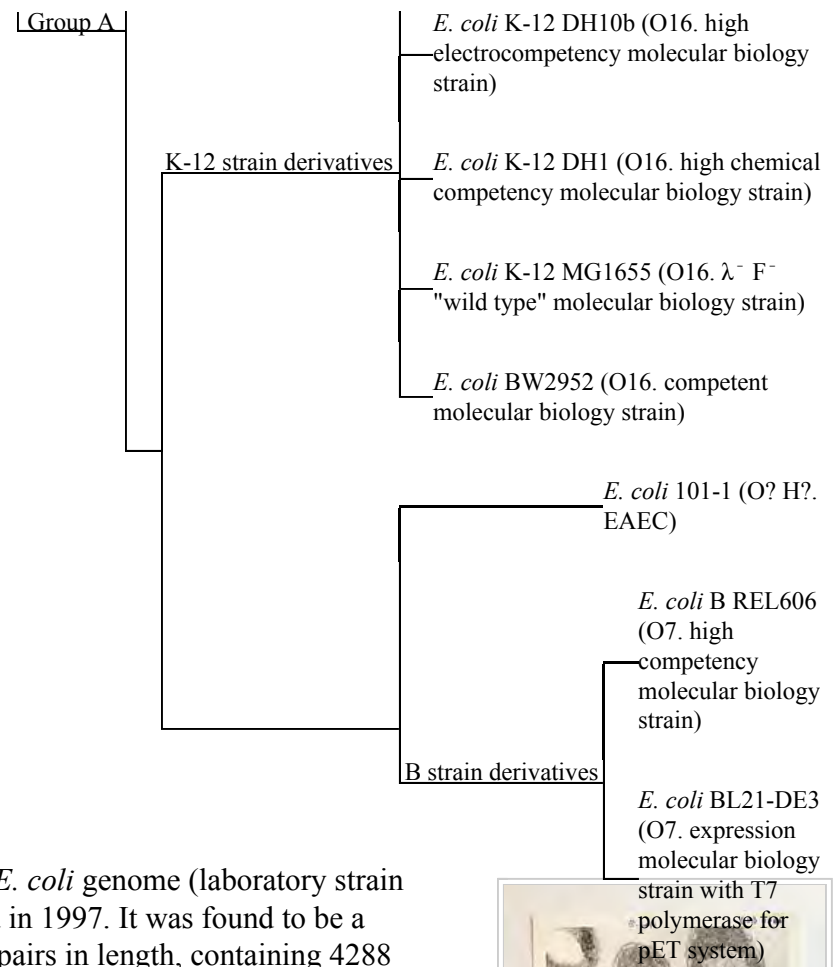 Group A
E. coli K-12 DH10b (O16. high
electrocompetency molecular biology
strain)
K-12 strain derivatives
E. coli K-12 DH1 (O16. high chemical
competency molecular biology strain)
E. coli K-12 MG1655 (O16. λ⁻ F⁻
"wild type" molecular biology strain)
E. coli BW2952 (O16. competent
molecular biology strain)
E. coli 101-1 (O? H?.
EAEC)
E. coli B REL606
(O7. high
competency
molecular biology
strain)
B strain derivatives
E. coli BL21-DE3
(O7. expression
molecular biology
strain with T7
polymerase for
pET system)
E. coli genome (laboratory strain
in 1997. It was found to be a
pairs in length, containing 4288